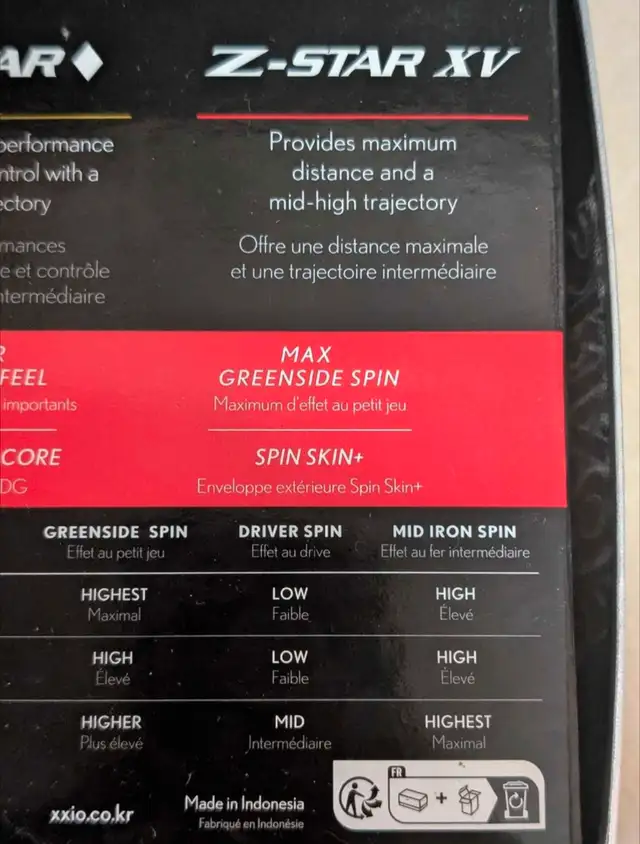 AR♦
Z-STAR XV
performance
ntrol with a
ectory
Provides maximum
distance and a
mid-high trajectory
mances
e et contrôle
ntermédiaire
Offre une distance maximale
et une trajectoire intermédiaire
R
FEEL
importants
MAX
GREENSIDE SPIN
Maximum d'effet au petit jeu
CORE
DG
SPIN SKIN+
Enveloppe extérieure Spin Skin+
GREENSIDE SPIN DRIVER SPIN MID IRON SPIN
Effet au petit jeu Effet au drive Effet au fer intermédiaire
HIGHEST LOW HIGH
Maximal Faible Élevé
HIGH LOW HIGH
Élevé Faible Élevé
HIGHER MID HIGHEST
Plus élevé Intermédiaire Maximal
xxio.co.kr
Made in Indonesia
Fabriqué en Indonésie
FR
+